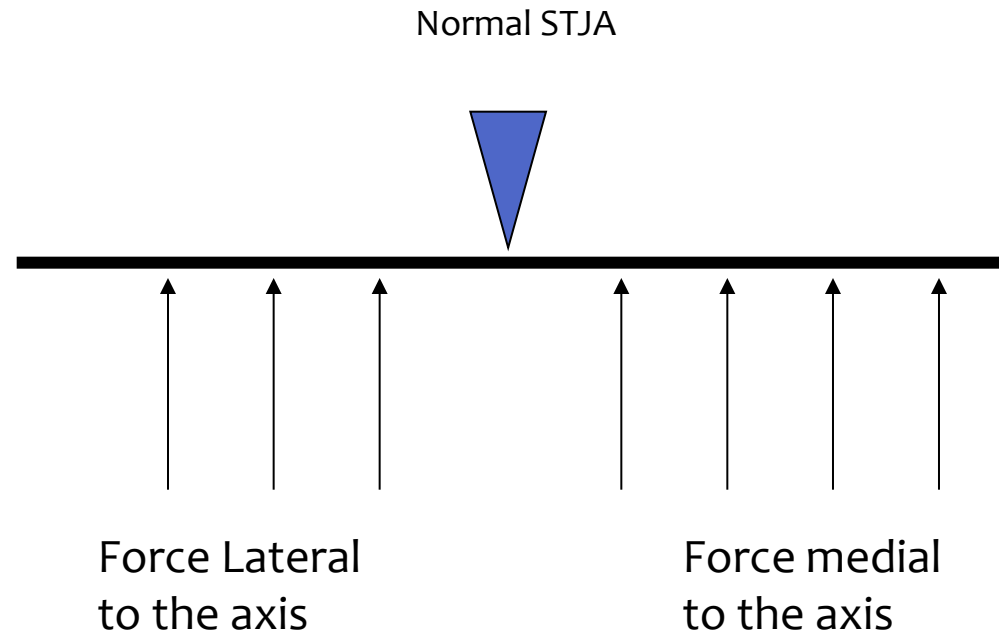 Normal STJA
Force Lateral
to the axis
Force medial
to the axis